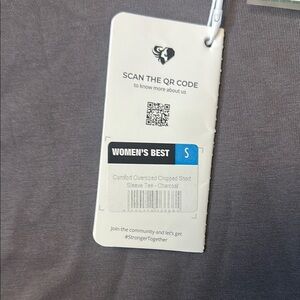 SCAN THE QR CODE
to know more about us
WOMEN'S BEST
S
Comfort Oversized Cropped Short
Sleeve Tee - Charcoal
Join the community and let's get
#StrongerTogether